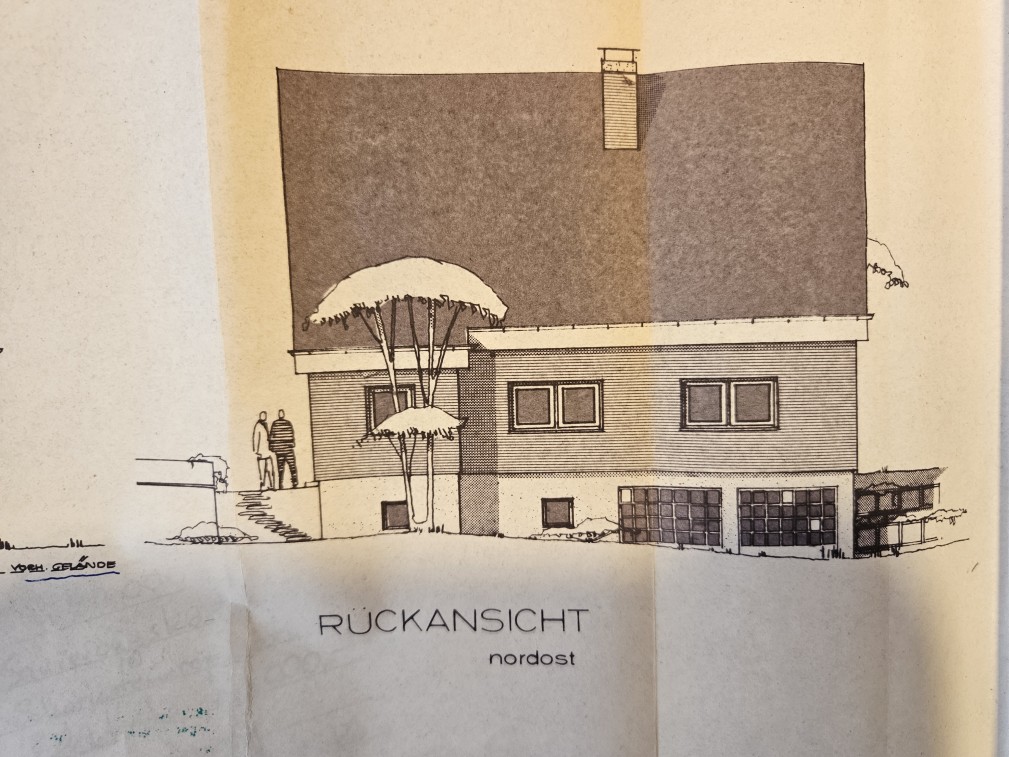 VORH. GELÄNDE
RÜCKANSICHT
nordost